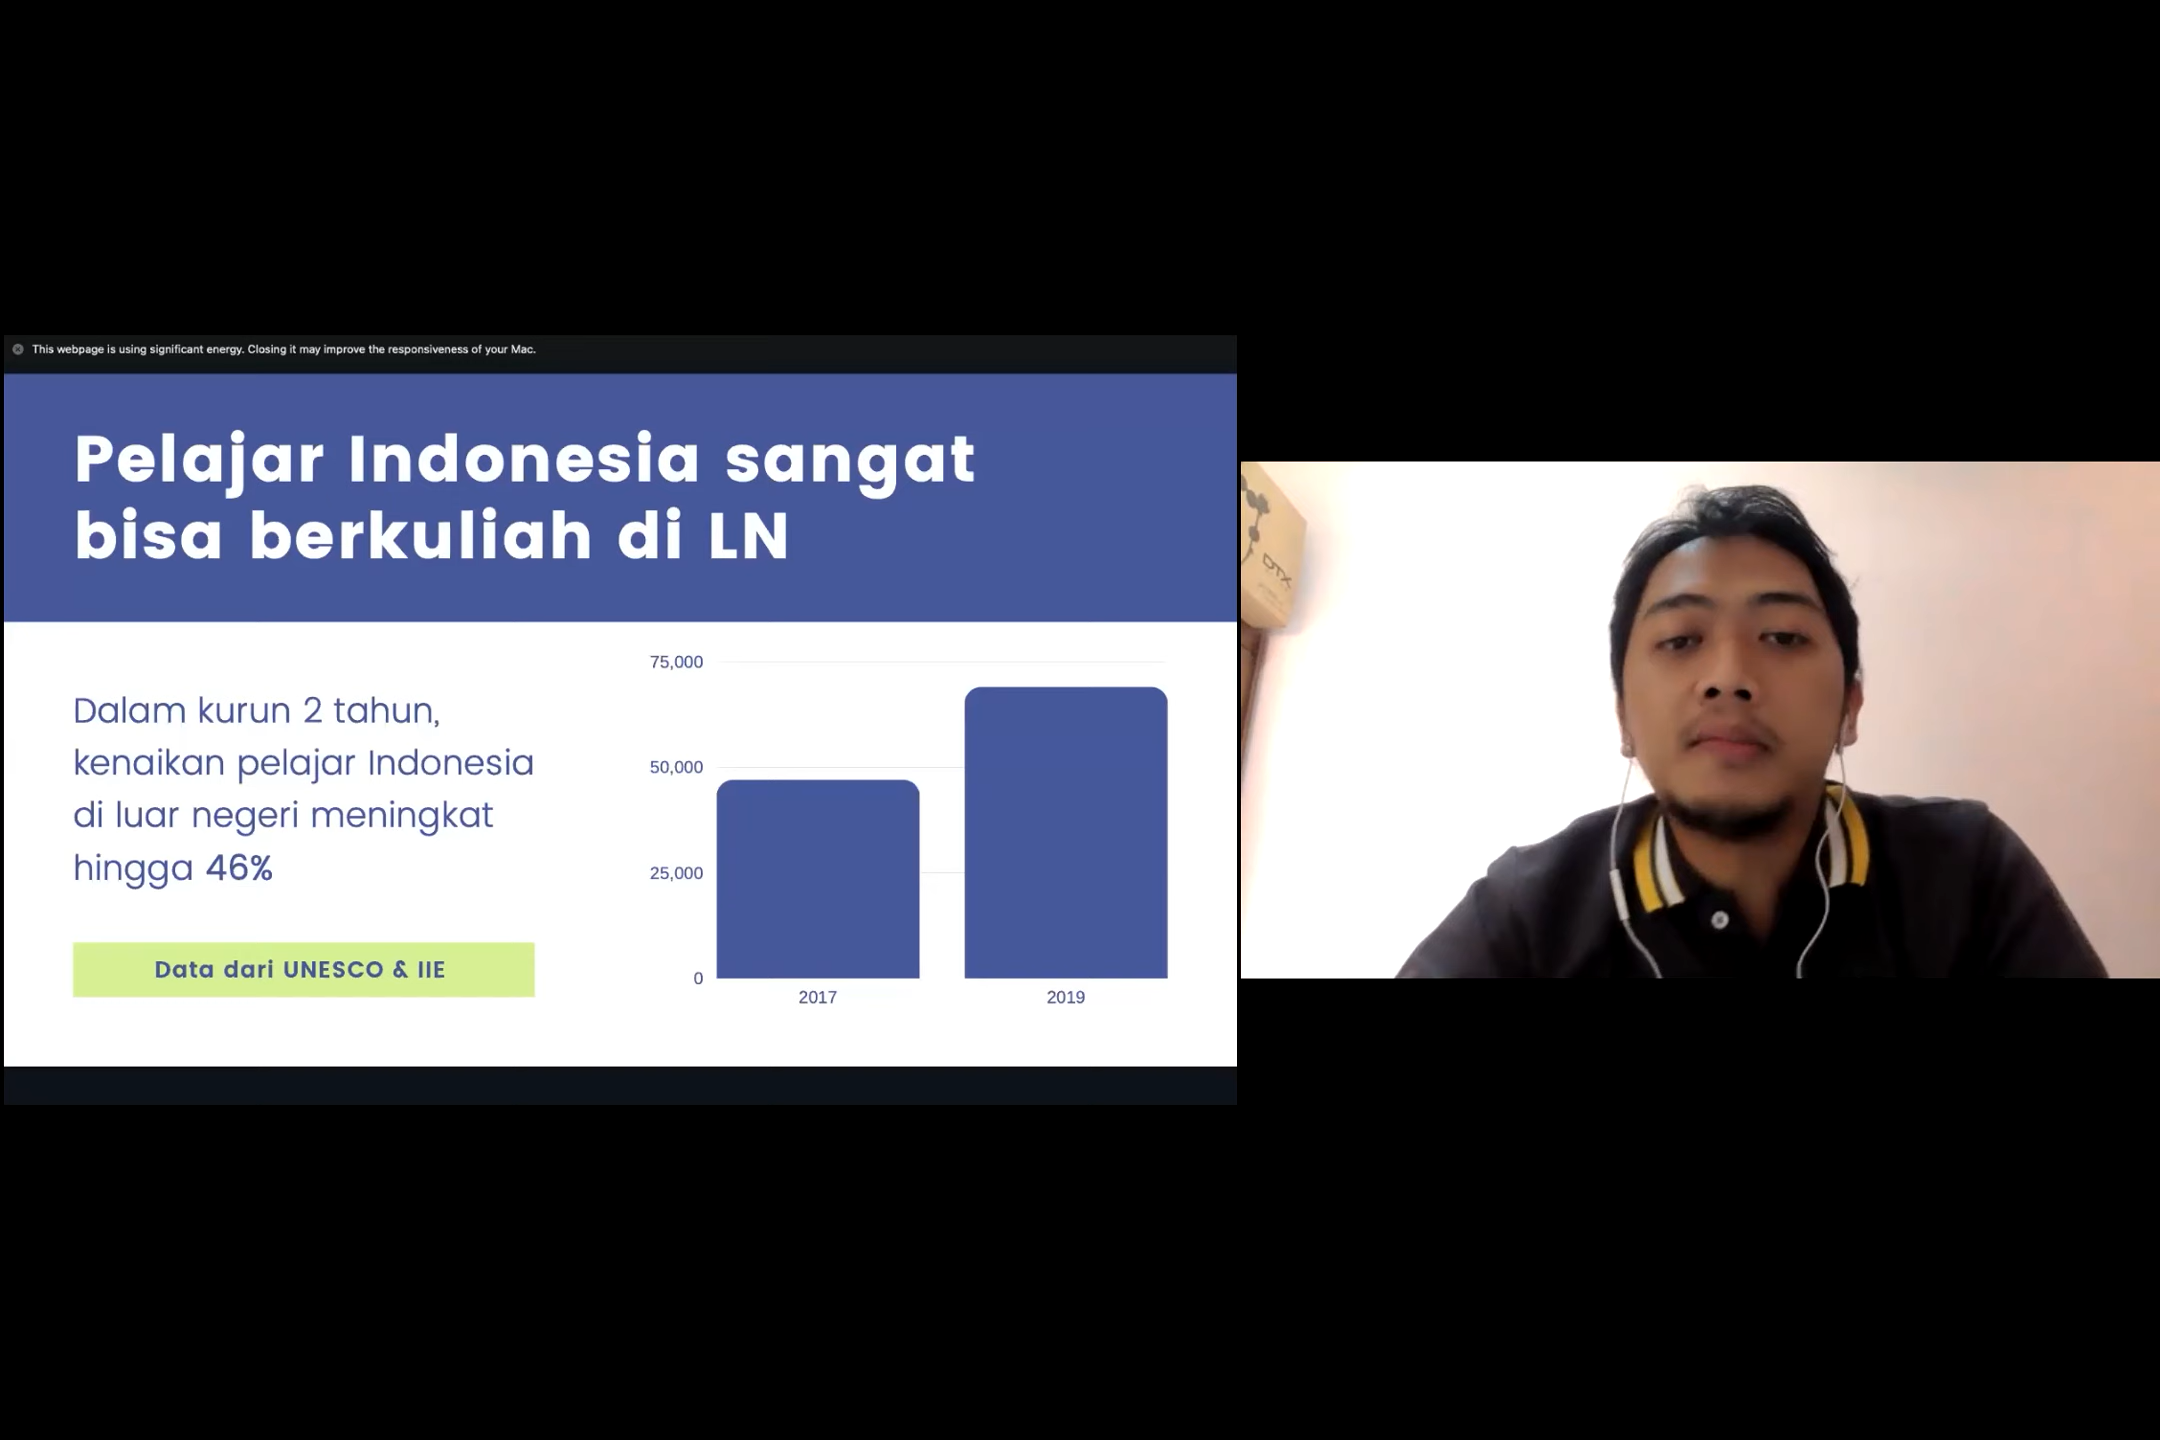 This webpage is using significant energy. Closing it may improve the responsiveness of your Mac.
Pelajar Indonesia sangat
bisa berkuliah di LN
Dalam kurun 2 tahun,
kenaikan pelajar Indonesia
di luar negeri meningkat
hingga 46%
Data dari UNESCO & IIE
75,000
50,000
25,000
0
2017
2019
DTX